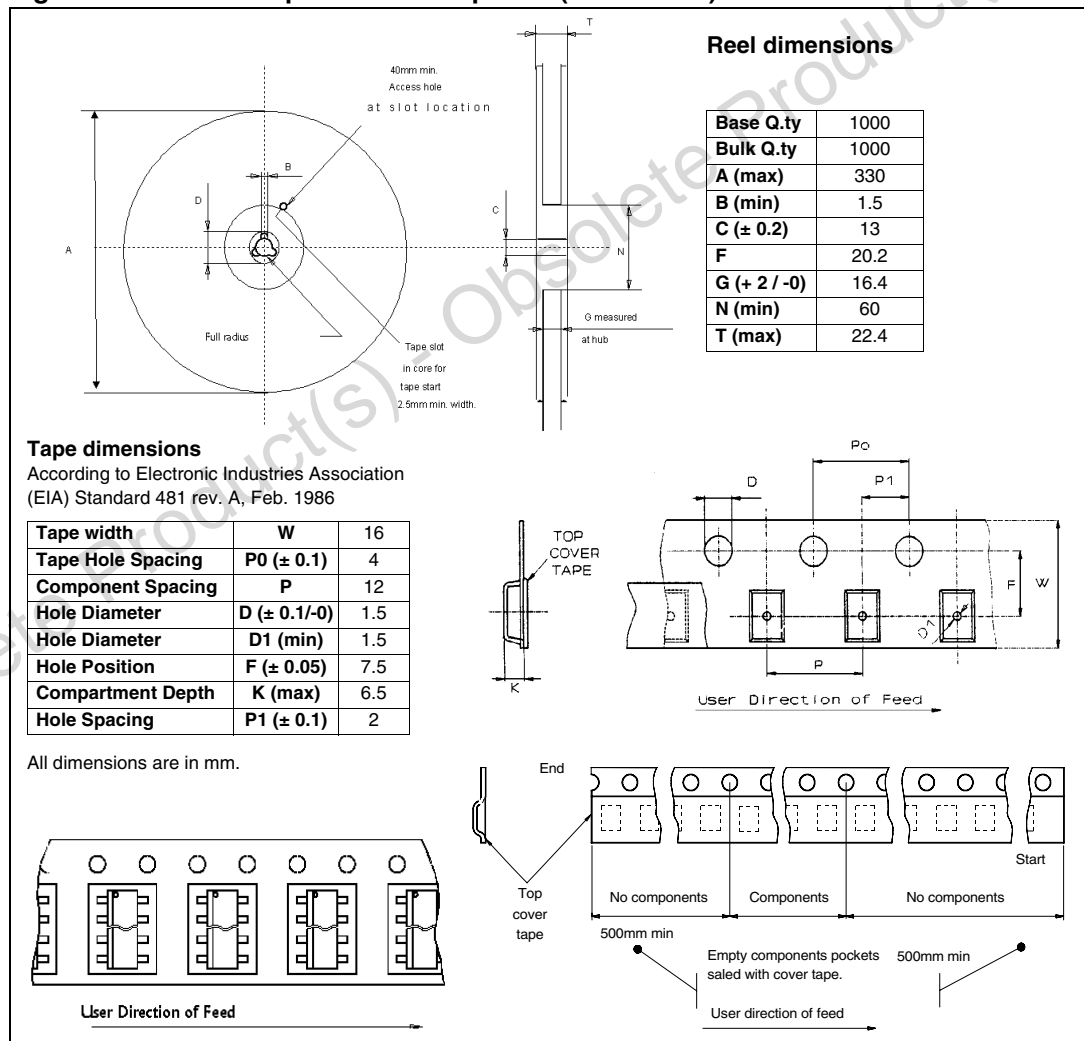 Reel dimensions
T
40mm min.
Access hole
at slot location
B
D
A
C
N
Full radius
G measured
at hub
Tape slot
in core for
tape start
2.5mm min. width.
Base Q.ty 1000
Bulk Q.ty 1000
A (max) 330
B (min) 1.5
C (± 0.2) 13
F 20.2
G (+ 2 / -0) 16.4
N (min) 60
T (max) 22.4
Tape dimensions
According to Electronic Industries Association
(EIA) Standard 481 rev. A, Feb. 1986
Tape width W 16
Tape Hole Spacing P0 (± 0.1) 4
Component Spacing P 12
Hole Diameter D (± 0.1/-0) 1.5
Hole Diameter D1 (min) 1.5
Hole Position F (± 0.05) 7.5
Compartment Depth K (max) 6.5
Hole Spacing P1 (± 0.1) 2
All dimensions are in mm.
Po
D
P1
TOP
COVER
TAPE
F
W
D1
K
P
User Direction of Feed
End
Start
Top
cover
tape
No components
Components
No components
500mm min
Empty components pockets
saled with cover tape.
500mm min
User direction of feed
User Direction of Feed
Product(s) - Obsolete Product(